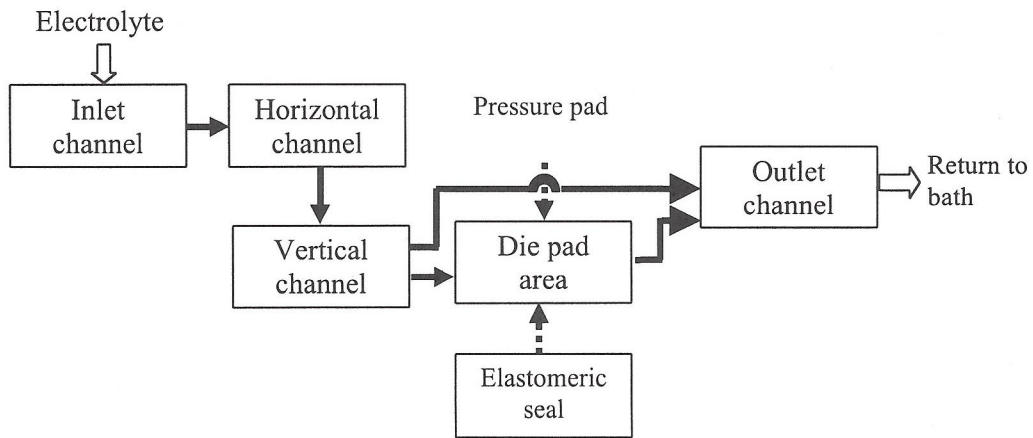 Electrolyte
Inlet
channel
Horizontal
channel
Pressure pad
Outlet
channel
Return to
bath
Vertical
channel
Die pad
area
Elastomeric
seal